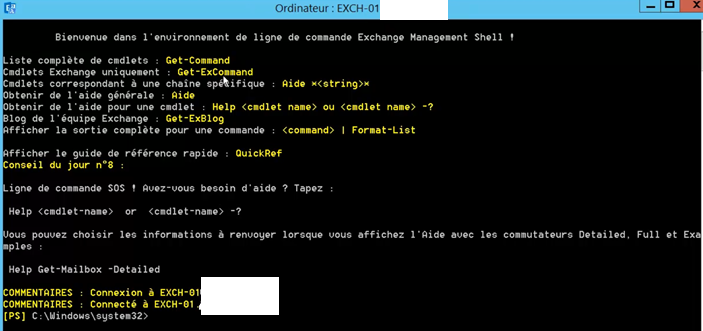 Ordinateur : EXCH-01
Bienvenue dans l'environnement de ligne de commande Exchange Management Shell !
Liste complète de cmdlets : Get-Command
Cmdlets Exchange uniquement : Get-ExCommand
Cmdlets correspondant à une chaîne spécifique : Aide *<string>*
Obtenir de l'aide générale : Aide
Obtenir de l'aide pour une cmdlet : Help <cmdlet name> ou <cmdlet name> -?
Blog de l'équipe Exchange : Get-ExBlog
Afficher la sortie complète pour une commande : <command> | Format-List
Afficher le guide de référence rapide : QuickRef
Conseil du jour n°8 :
Ligne de commande SOS ! Avez-vous besoin d'aide ? Tapez :
Help <cmdlet-name> or <cmdlet-name> -?
Vous pouvez choisir les informations à renvoyer lorsque vous affichez l'Aide avec les commutateurs Detailed, Full et Exa
mples :
Help Get-Mailbox -Detailed
COMMENTAIRES : Connexion à EXCH-01
COMMENTAIRES : Connecté à EXCH-01.
[PS] C:\Windows\system32>